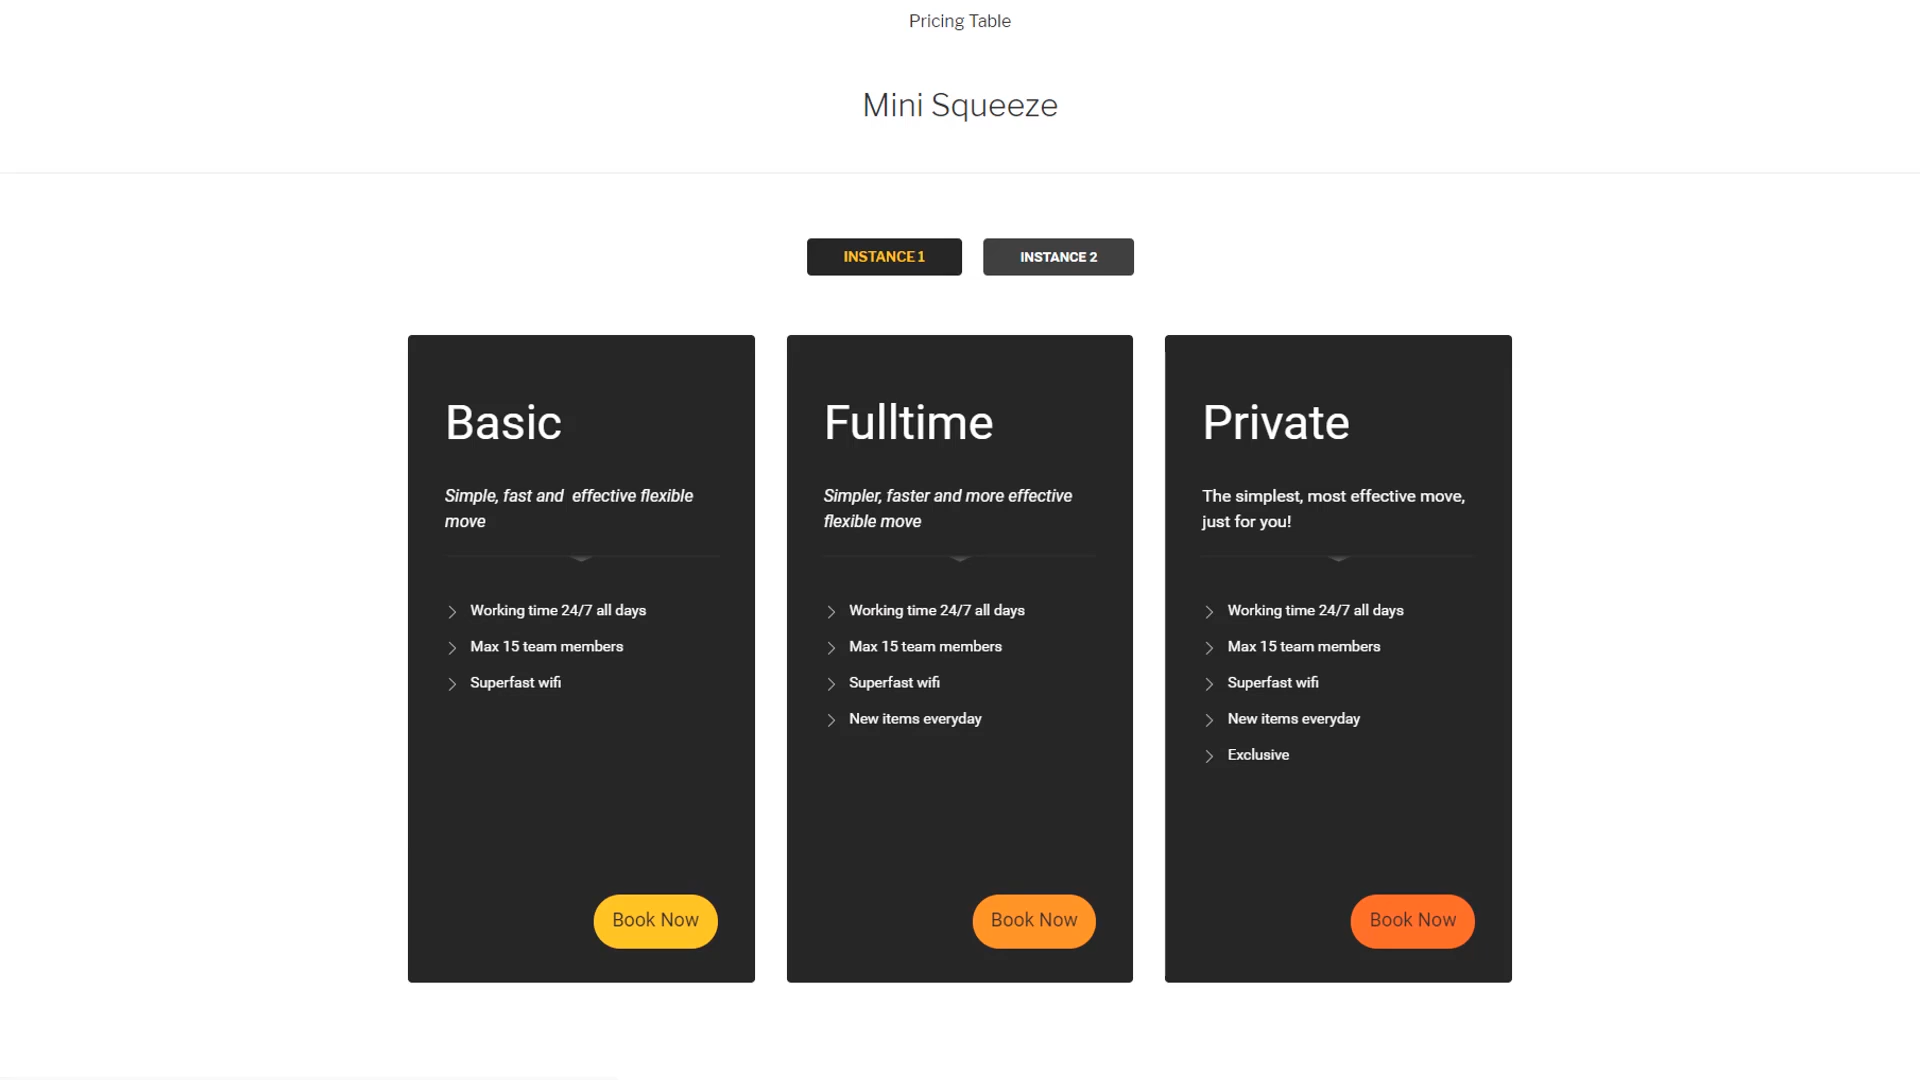 Pricing Table
Mini Squeeze
INSTANCE 1
INSTANCE 2
Basic
Simple, fast and  effective flexible
move
Working time 24/7 all days
Max 15 team members
Superfast wifi
Book Now
Fulltime
Simpler, faster and more effective
flexible move
Working time 24/7 all days
Max 15 team members
Superfast wifi
New items everyday
Book Now
Private
The simplest, most effective move,
just for you!
Working time 24/7 all days
Max 15 team members
Superfast wifi
New items everyday
Exclusive
Book Now